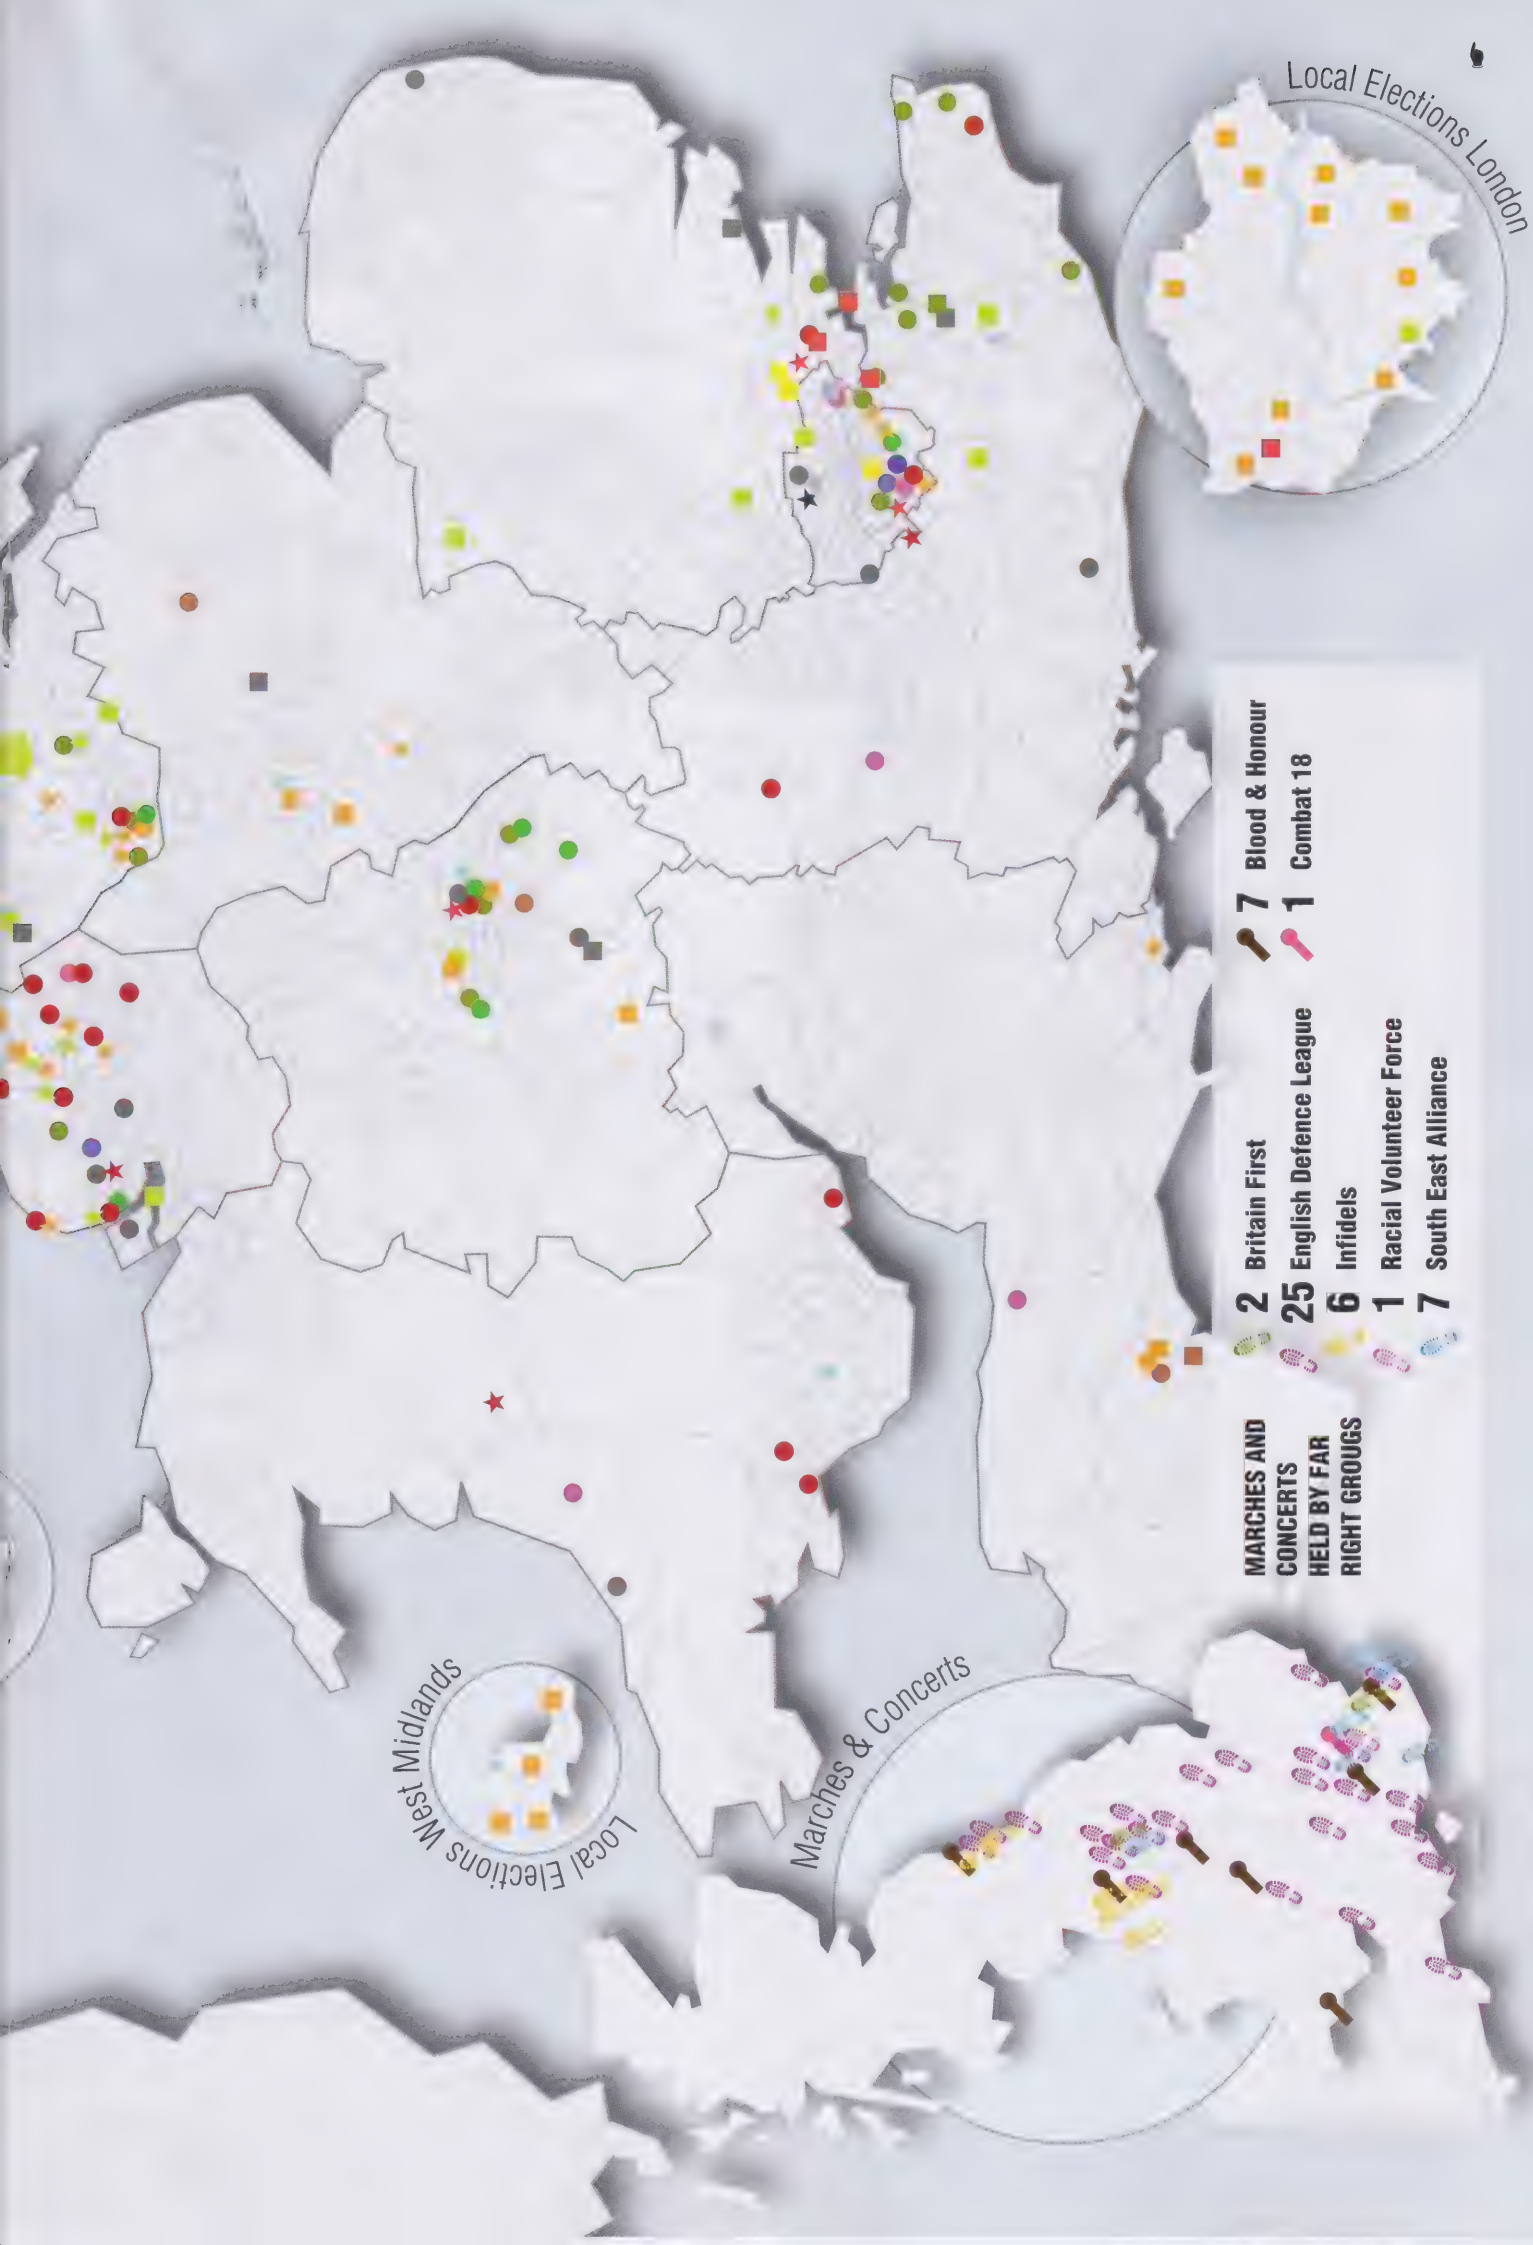 Local Elections London
Local Elections West Midlands
Marches & Concerts
MARCHES AND
CONCERTS
HELD BY FAR
RIGHT GROUGS
2 Britain First
25 English Defence League
6 Infidels
1 Racial Volunteer Force
7 South East Alliance
7 Blood & Honour
1 Combat 18